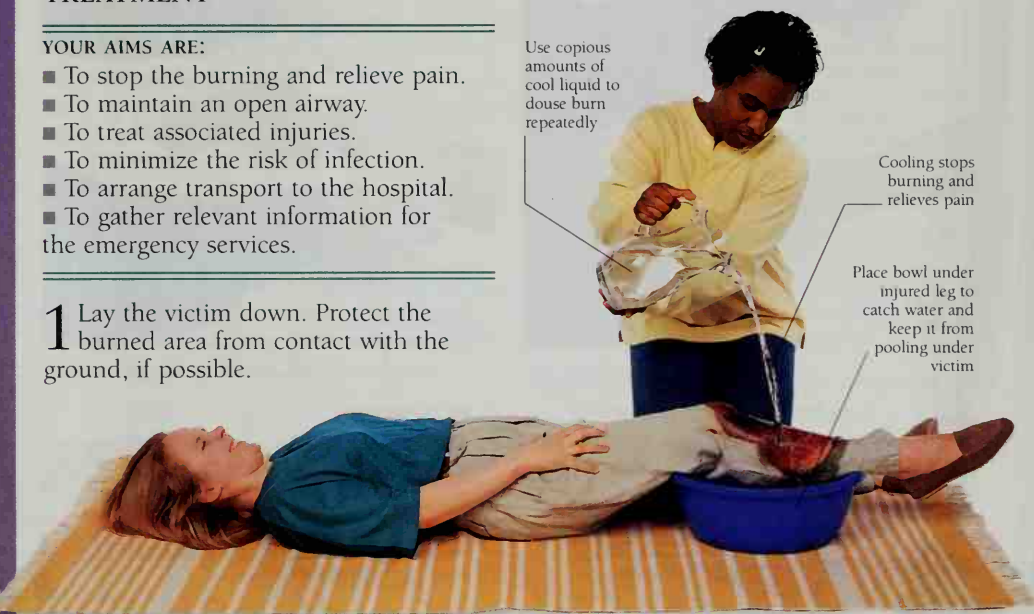 TREATMENT
YOUR AIMS ARE:
■ To stop the burning and relieve pain.
■ To maintain an open airway.
■ To treat associated injuries.
■ To minimize the risk of infection.
■ To arrange transport to the hospital.
■ To gather relevant information for
the emergency services.
1 Lay the victim down. Protect the
burned area from contact with the
ground, if possible.
Use copious
amounts of
cool liquid to
douse burn
repeatedly
Cooling stops
burning and
relieves pain
Place bowl under
injured leg to
catch water and
keep it from
pooling under
victim